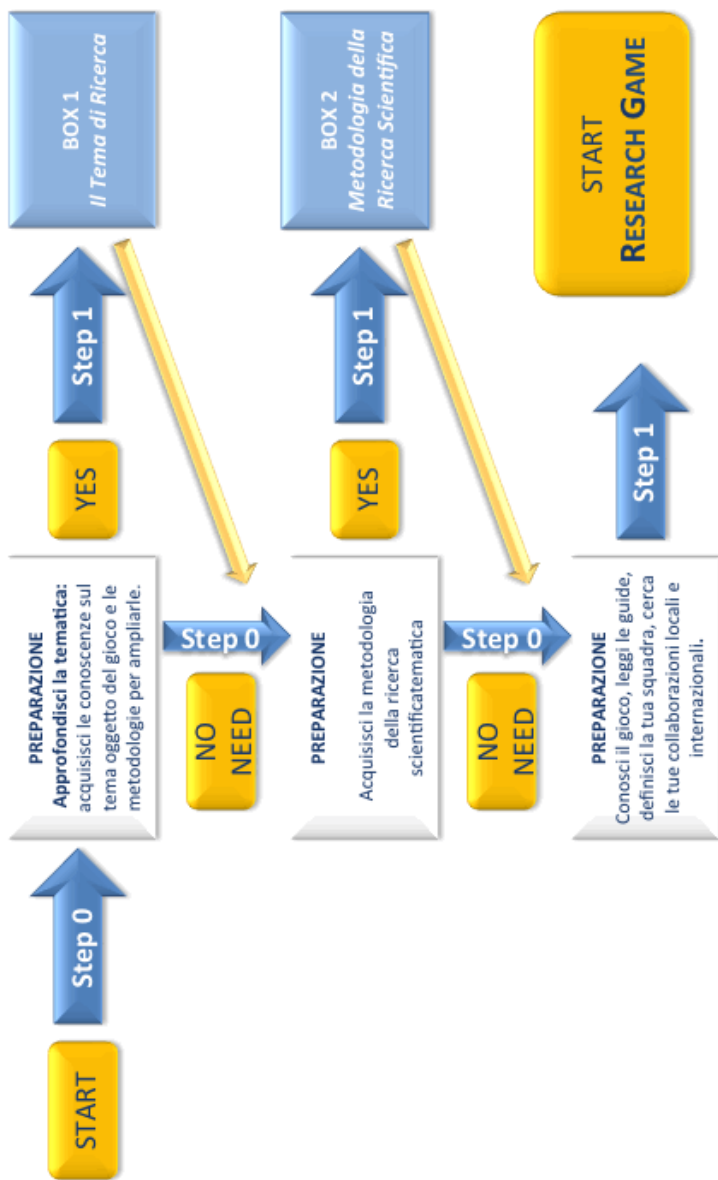 START
Step 0
PREPARAZIONE
Approfondisci la tematica:
acquisisci le conoscenze sul
tema oggetto del gioco e le
metodologie per ampliarle.
YES
Step 1
BOX 1
Il Tema di Ricerca
NO
NEED
Step 0
PREPARAZIONE
Acquisisci la metodologia
della ricerca
scientificatematica
YES
Step 1
BOX 2
Metodologia della
Ricerca Scientifica
NO
NEED
Step 0
PREPARAZIONE
Conosci il gioco, leggi le guide,
definisci la tua squadra, cerca
le tue collaborazioni locali e
internazionali.
Step 1
START
RESEARCH GAME